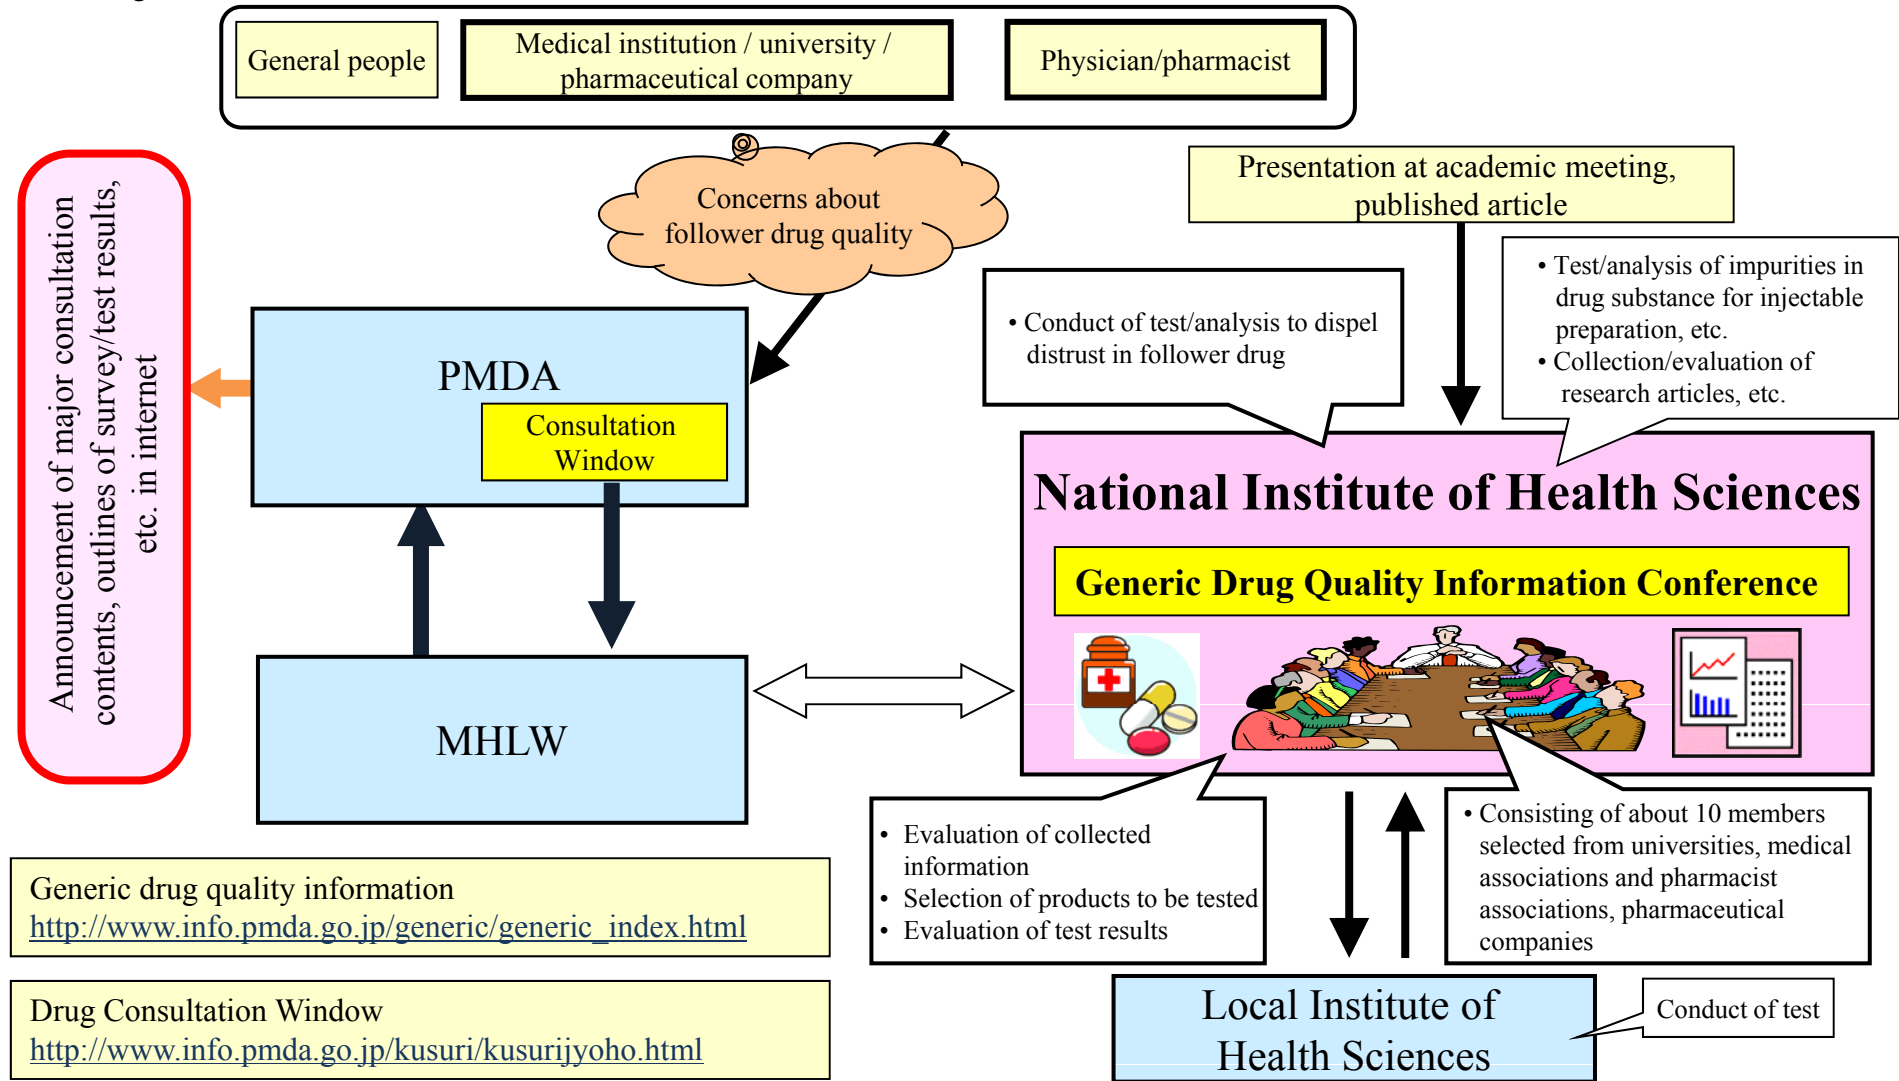 General people
Medical institution / university /
pharmaceutical company
Physician/pharmacist
Concerns about
follower drug quality
Presentation at academic meeting,
published article
Announcement of major consultation
contents, outlines of survey/test results,
etc. in internet
PMDA
Consultation
Window
MHLW
• Conduct of test/analysis to dispel
distrust in follower drug
• Test/analysis of impurities in
drug substance for injectable
preparation, etc.
• Collection/evaluation of
research articles, etc.
National Institute of Health Sciences
Generic Drug Quality Information Conference
• Evaluation of collected
information
• Selection of products to be tested
• Evaluation of test results
• Consisting of about 10 members
selected from universities, medical
associations and pharmacist
associations, pharmaceutical
companies
Generic drug quality information
http://www.info.pmda.go.jp/generic/generic_index.html
Drug Consultation Window
http://www.info.pmda.go.jp/kusuri/kusurijyoho.html
Local Institute of
Health Sciences
Conduct of test